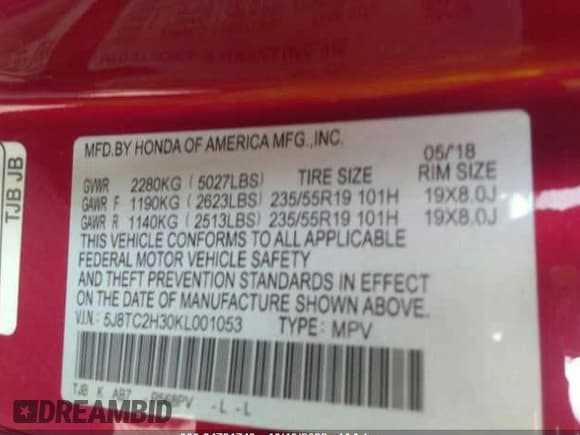 MFD.BY HONDA OF AMERICA MFG.,INC.
05/'18
GVWR 2280KG (5027LBS) TIRE SIZE RIM SIZE
GAWR F 1190KG (2623LBS) 235/55R19 101H 19X8.0J
GAWR R 1140KG (2513LBS) 235/55R19 101H 19X8.0J
THIS VEHICLE CONFORMS TO ALL APPLICABLE
FEDERAL MOTOR VEHICLE SAFETY
AND THEFT PREVENTION STANDARDS IN EFFECT
ON THE DATE OF MANUFACTURE SHOWN ABOVE.
V.I.N.: 5J8TC2H30KL001053 TYPE: MPV
TJB K AB7 R568PV -L -L
TJB JB
DREAMBID